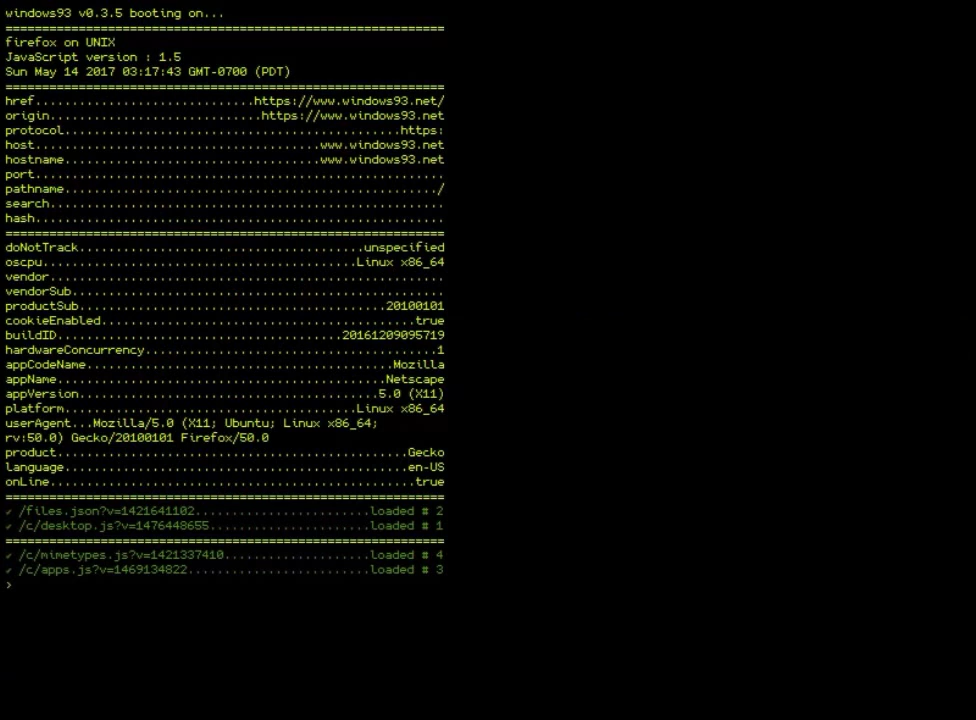 windows93 v0.3.5 booting on...
============================================================
firefox on UNIX
JavaScript version : 1.5
Sun May 14 2017 03:17:43 GMT-0700 (PDT)
============================================================
href..............................https://www.windows93.net/
origin.............................https://www.windows93.net
protocol..............................................https:
host.......................................www.windows93.net
hostname...................................www.windows93.net
port........................................................
pathname.................................................../
search......................................................
hash........................................................
============================================================
doNotTrack.......................................unspecified
oscpu...........................................Linux x86_64
vendor......................................................
vendorSub...................................................
productSub..........................................20100101
cookieEnabled...........................................true
buildID.......................................20161209095719
hardwareConcurrency........................................1
appCodeName..........................................Mozilla
appName.............................................Netscape
appVersion.........................................5.0 (X11)
platform........................................Linux x86_64
userAgent...Mozilla/5.0 (X11; Ubuntu; Linux x86_64;
rv:50.0) Gecko/20100101 Firefox/50.0
product................................................Gecko
language...............................................en-US
onLine..................................................true
============================================================
✓ /files.json?v=1421641102........................loaded # 2
✓ /c/desktop.js?v=1476448655......................loaded # 1
============================================================
✓ /c/mimetypes.js?v=1421337410....................loaded # 4
✓ /c/apps.js?v=1469134822.........................loaded # 3
›